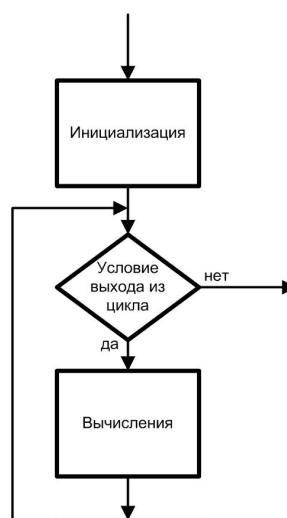 Инициализация
Условие
выхода из
цикла
нет
да
Вычисления